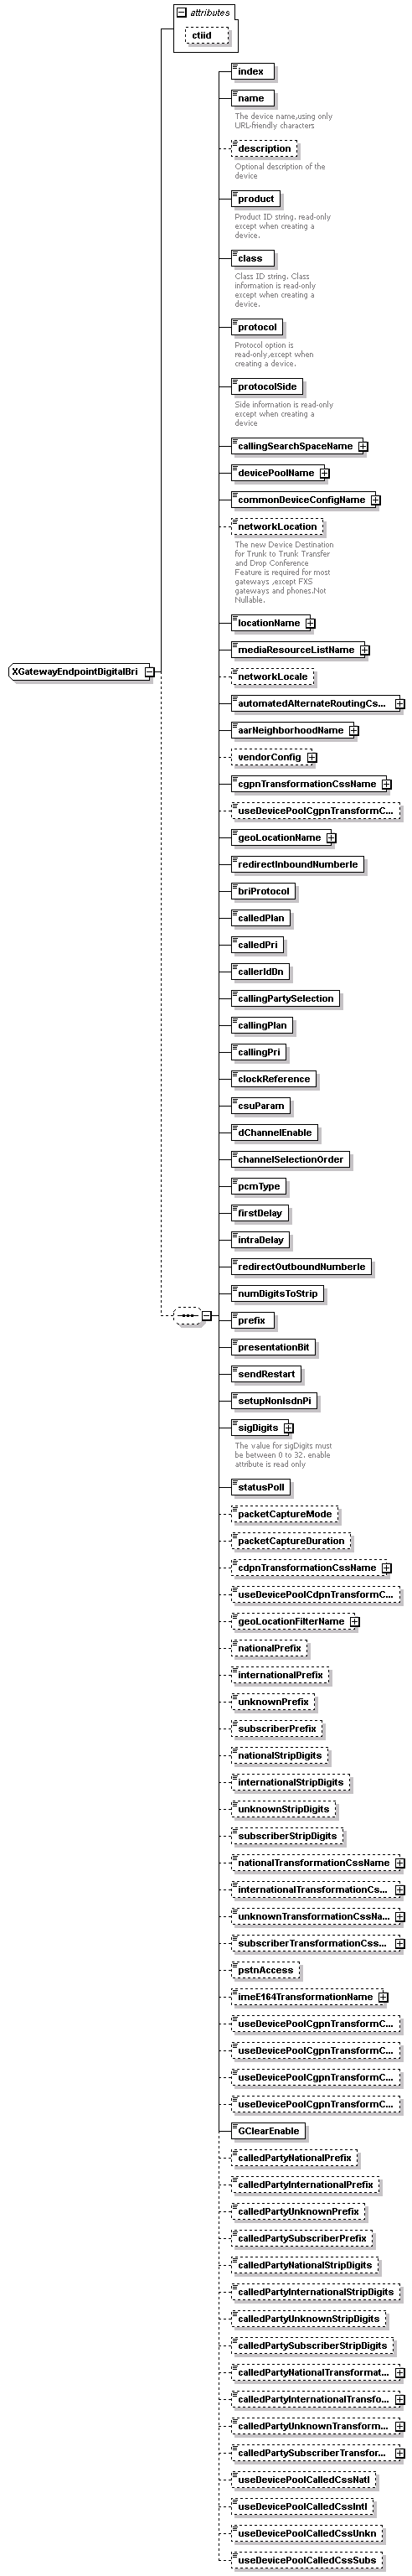 attributes
ctiid
index
name
The device name,using only
URL-friendly characters
description
Optional description of the
device
product
Product ID string. read-only
except when creating a
device.
class
Class ID string. Class
information is read-only
except when creating a
device.
protocol
Protocol option is
read-only,except when
creating a device.
protocolSide
Side information is read-only
except when creating a
device
callingSearchSpaceName
devicePoolName
commonDeviceConfigName
networkLocation
The new Device Destination
for Trunk to Trunk Transfer
and Drop Conference
Feature is required for most
gateways ,except FXS
gateways and phones.Not
Nullable.
locationName
mediaResourceListName
XGatewayEndpointDigitalBri
networkLocale
automatedAlternateRoutingCs...
aarNeighborhoodName
vendorConfig
cgpnTransformationCssName
useDevicePoolCgpnTransformC...
geoLocationName
redirectInboundNumberIe
briProtocol
calledPlan
calledPri
callerIdDn
callingPartySelection
callingPlan
callingPri
clockReference
csuParam
dChannelEnable
channelSelectionOrder
pcmType
firstDelay
intraDelay
redirectOutboundNumberIe
numDigitsToStrip
prefix
presentationBit
sendRestart
setupNonIsdnPi
sigDigits
The value for sigDigits must
be between 0 to 32. enable
attribute is read only
statusPoll
packetCaptureMode
packetCaptureDuration
cdpnTransformationCssName
useDevicePoolCdpnTransformC...
geoLocationFilterName
nationalPrefix
internationalPrefix
unknownPrefix
subscriberPrefix
nationalStripDigits
internationalStripDigits
unknownStripDigits
subscriberStripDigits
nationalTransformationCssName
internationalTransformationCs...
unknownTransformationCssNa...
subscriberTransformationCss...
pstnAccess
imeE164TransformationName
useDevicePoolCgpnTransformC...
useDevicePoolCgpnTransformC...
useDevicePoolCgpnTransformC...
useDevicePoolCgpnTransformC...
GClearEnable
calledPartyNationalPrefix
calledPartyInternationalPrefix
calledPartyUnknownPrefix
calledPartySubscriberPrefix
calledPartyNationalStripDigits
calledPartyInternationalStripDigits
calledPartyUnknownStripDigits
calledPartySubscriberStripDigits
calledPartyNationalTransformat...
calledPartyInternationalTransfo...
calledPartyUnknownTransform...
calledPartySubscriberTransfor...
useDevicePoolCalledCssNatl
useDevicePoolCalledCssIntl
useDevicePoolCalledCssUnkn
useDevicePoolCalledCssSubs